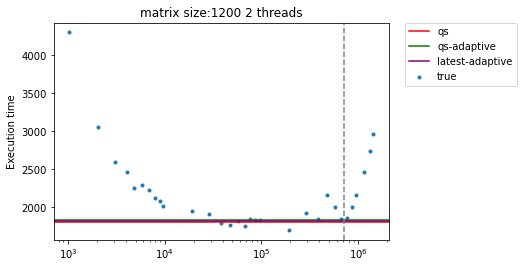 matrix size:1200 2 threads
Execution time
4000
3500
3000
2500
2000
10³
10⁴
10⁵
10⁶
qs
qs-adaptive
latest-adaptive
true